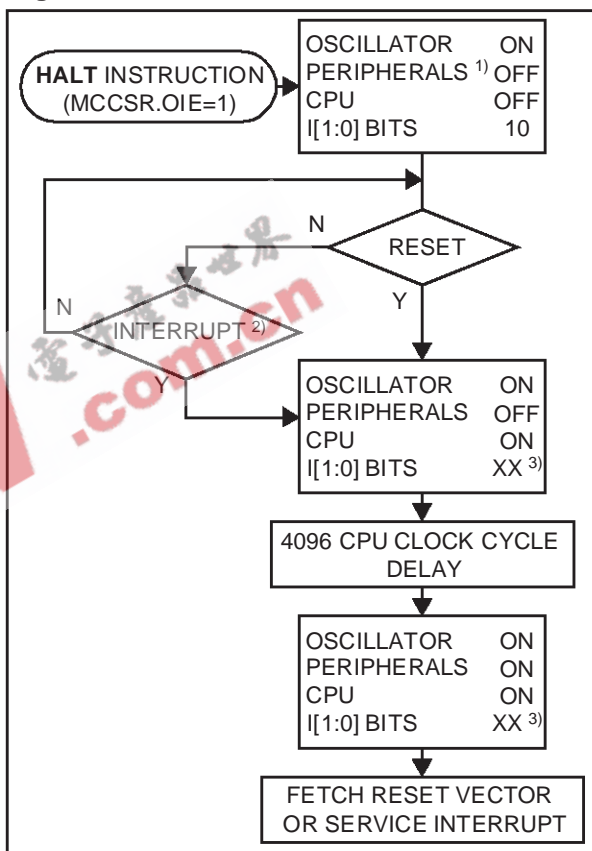 HALT INSTRUCTION
(MCCSR.OIE=1)
OSCILLATOR ON
PERIPHERALS 1) OFF
CPU OFF
I[1:0] BITS 10
N
RESET
Y
N
INTERRUPT 2)
Y
OSCILLATOR ON
PERIPHERALS OFF
CPU ON
I[1:0] BITS XX 3)
4096 CPU CLOCK CYCLE
DELAY
OSCILLATOR ON
PERIPHERALS ON
CPU ON
I[1:0] BITS XX 3)
FETCH RESET VECTOR
OR SERVICE INTERRUPT
.com.cn